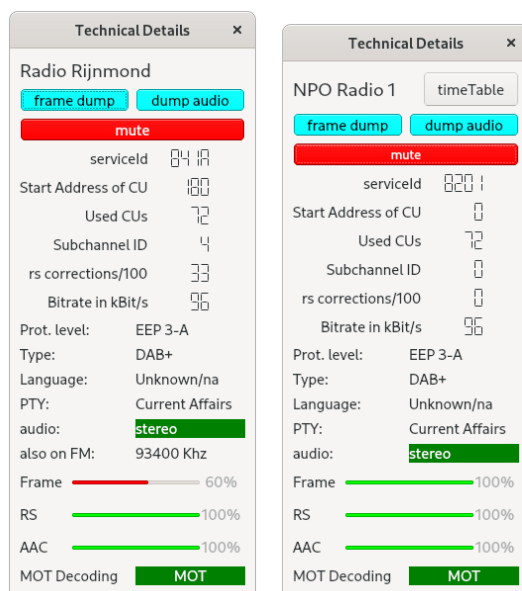 Technical Details ×
Radio Rijnmond
frame dump dump audio
mute
serviceId 841A
Start Address of CU 180
Used CUs 72
Subchannel ID 4
rs corrections/100 33
Bitrate in kBit/s 96
Prot. level: EEP 3-A
Type: DAB+
Language: Unknown/na
PTY: Current Affairs
audio: stereo
also on FM: 93400 Khz
Frame 60%
RS 100%
AAC 100%
MOT Decoding MOT
Technical Details ×
NPO Radio 1 timeTable
frame dump dump audio
mute
serviceId 8201
Start Address of CU 0
Used CUs 72
Subchannel ID 0
rs corrections/100 0
Bitrate in kBit/s 96
Prot. level: EEP 3-A
Type: DAB+
Language: Unknown/na
PTY: Current Affairs
audio: stereo
Frame 100%
RS 100%
AAC 100%
MOT Decoding MOT